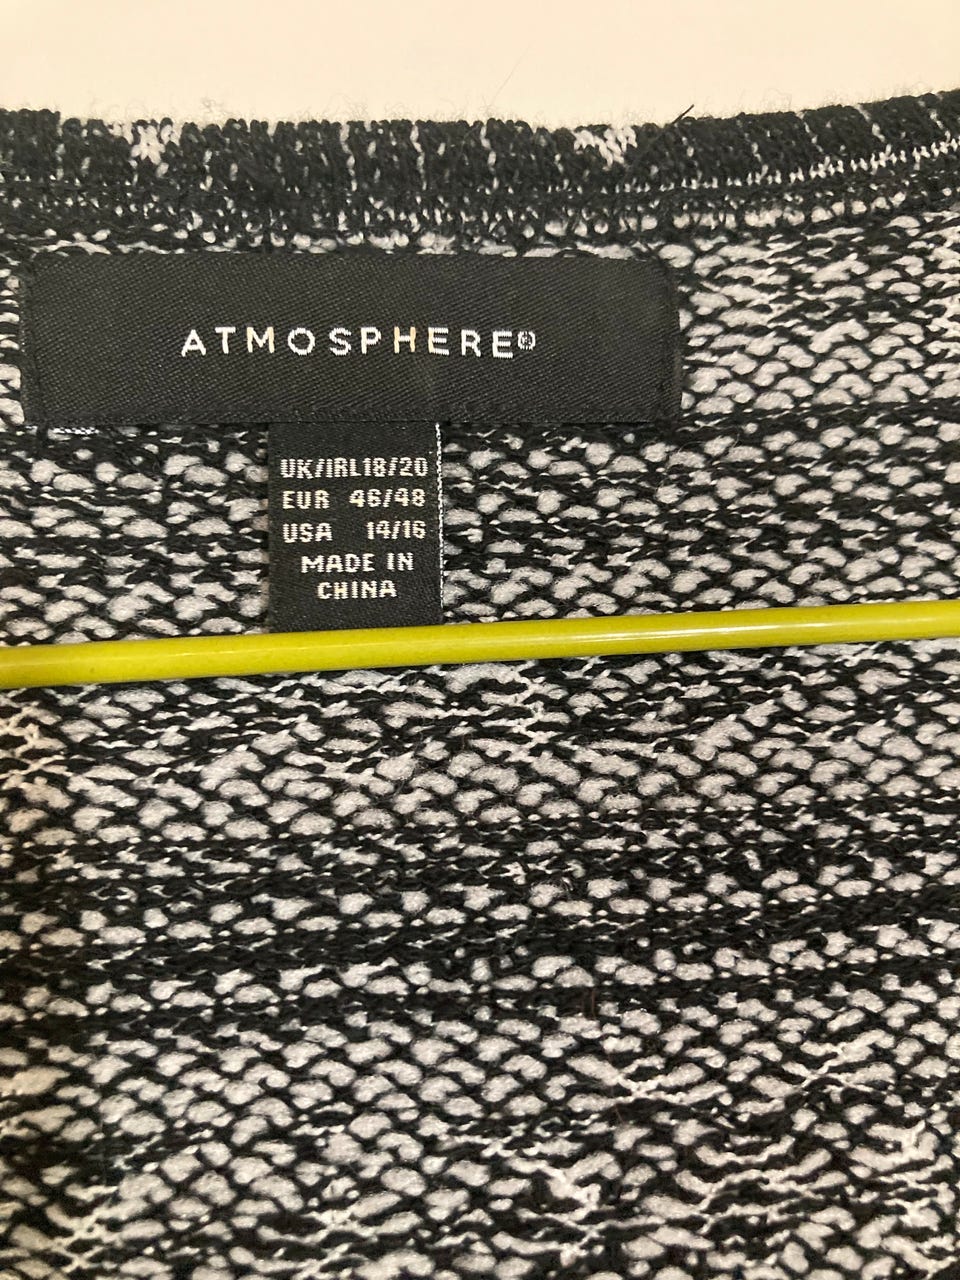 ATMOSPHERE®
UK/IRL18/20
EUR 46/48
USA 14/16
MADE IN
CHINA